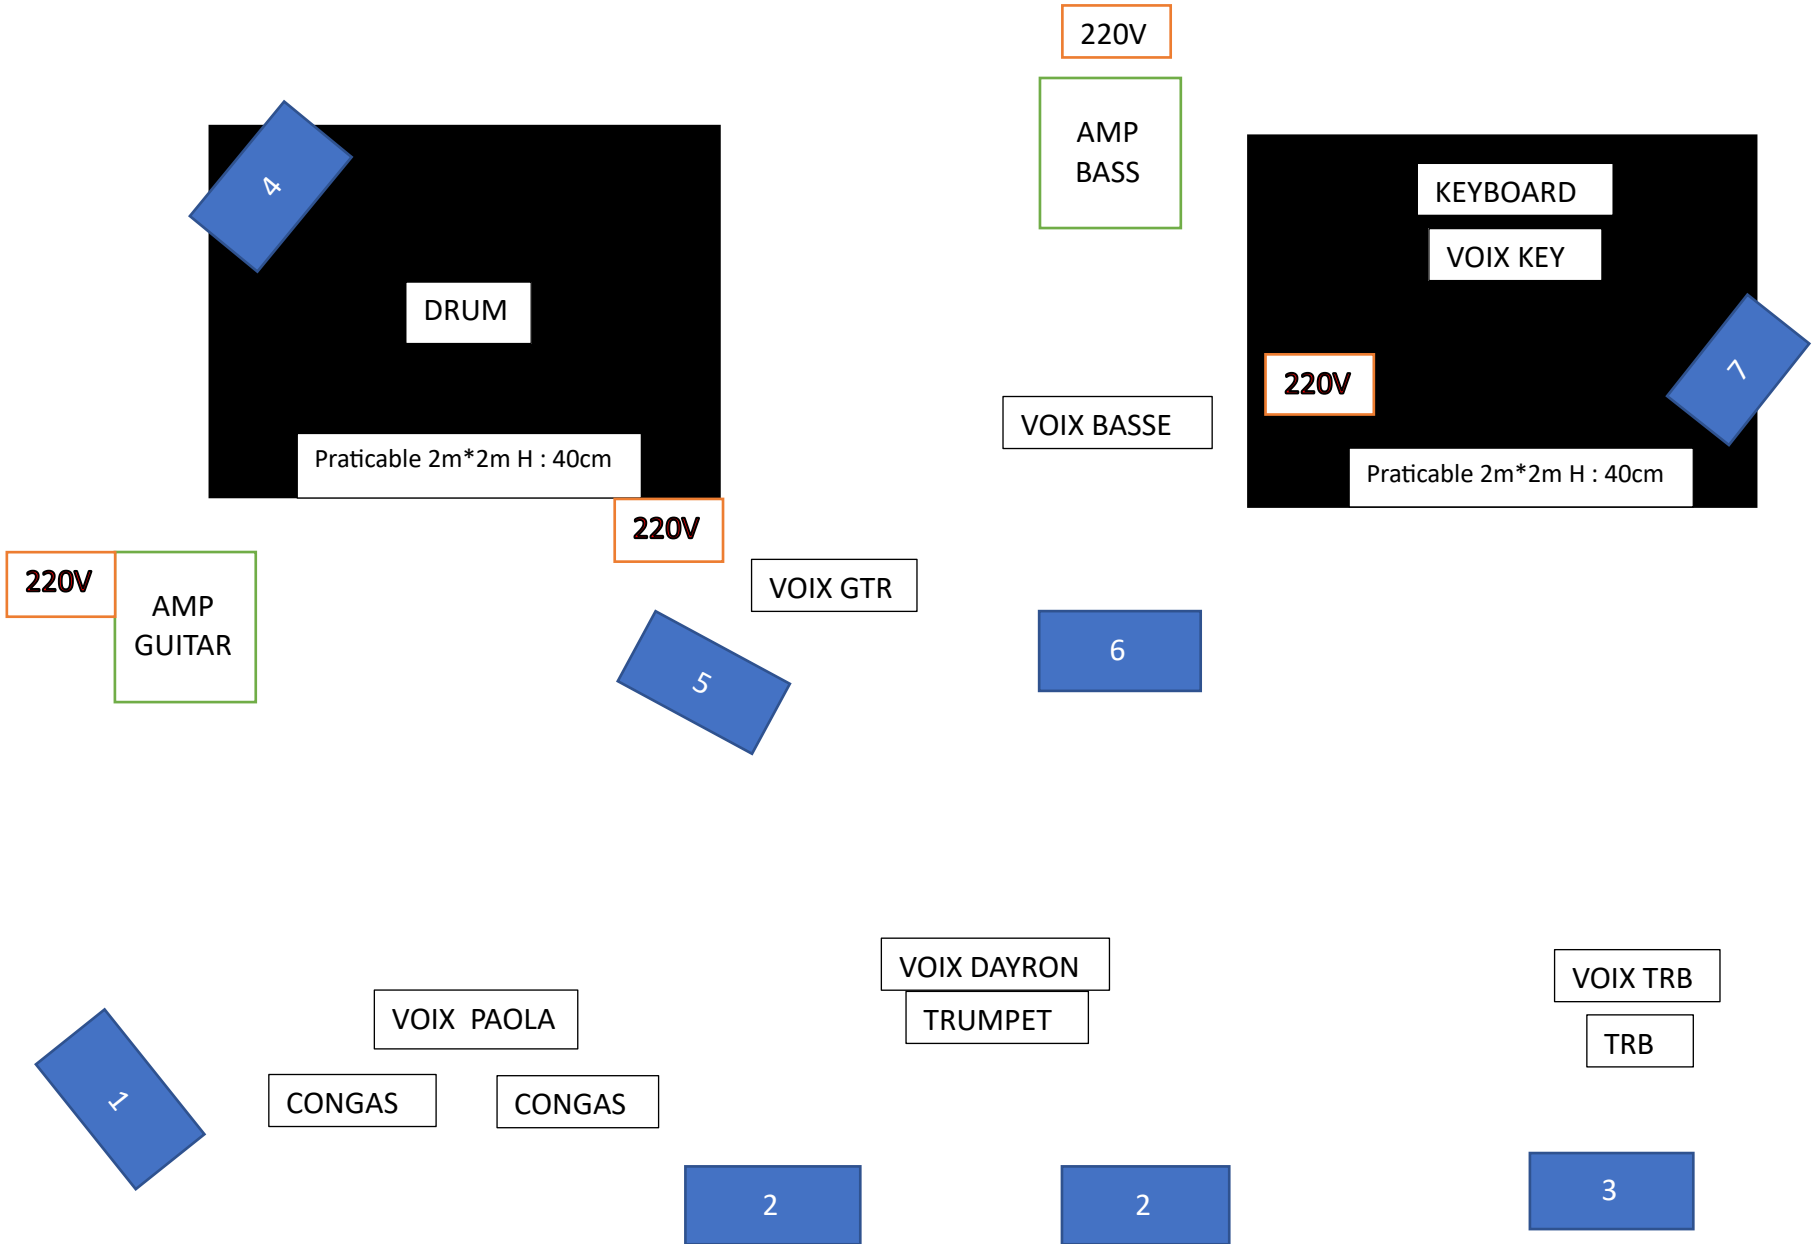 220V
AMP
BASS
4
KEYBOARD
VOIX KEY
DRUM
7
220V
VOIX BASSE
Praticable 2m*2m H : 40cm
Praticable 2m*2m H : 40cm
220V
220V
AMP
GUITAR
VOIX GTR
5
6
VOIX DAYRON
TRUMPET
VOIX TRB
TRB
VOIX  PAOLA
CONGAS
CONGAS
1
2
2
3